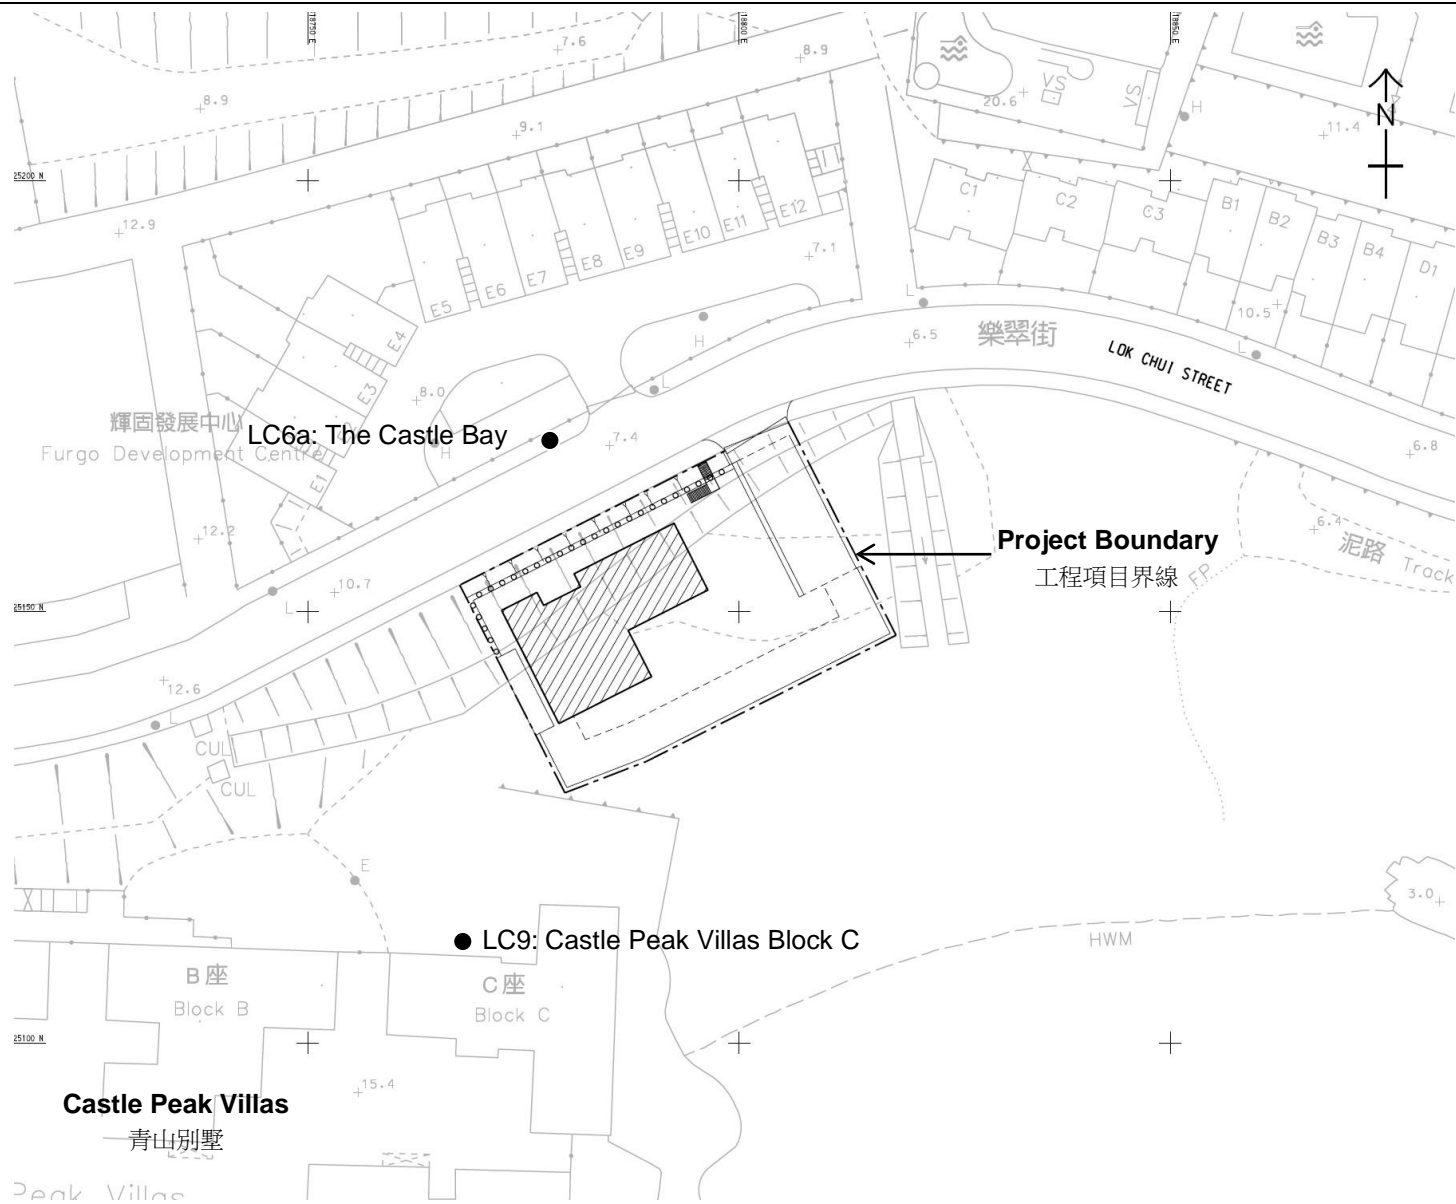 18750 E
18800 E
18850 E
7.6
8.9
8.9
9.1
20.6
VS
VS
H
11.4
N
25200 N
12.9
C1
C2
C3
B1
B2
B3
B4
D1
E12
E11
E10
E9
E8
E7
E6
E5
7.1
L
10.5
L
6.5
樂翠街
LOK CHUI STREET
H
E4
E3
8.0
L
輝固發展中心
Furgo Development Centre
E1
H
LC6a: The Castle Bay
7.4
6.8
12.2
6.4
泥路 Track
Project Boundary
工程項目界線
FP
10.7
L
25150 N
12.6
L
CUL
CUL
E
3.0
HWM
LC9: Castle Peak Villas Block C
B座
Block B
C座
Block C
25100 N
15.4
Castle Peak Villas
青山別墅
Peak Villas